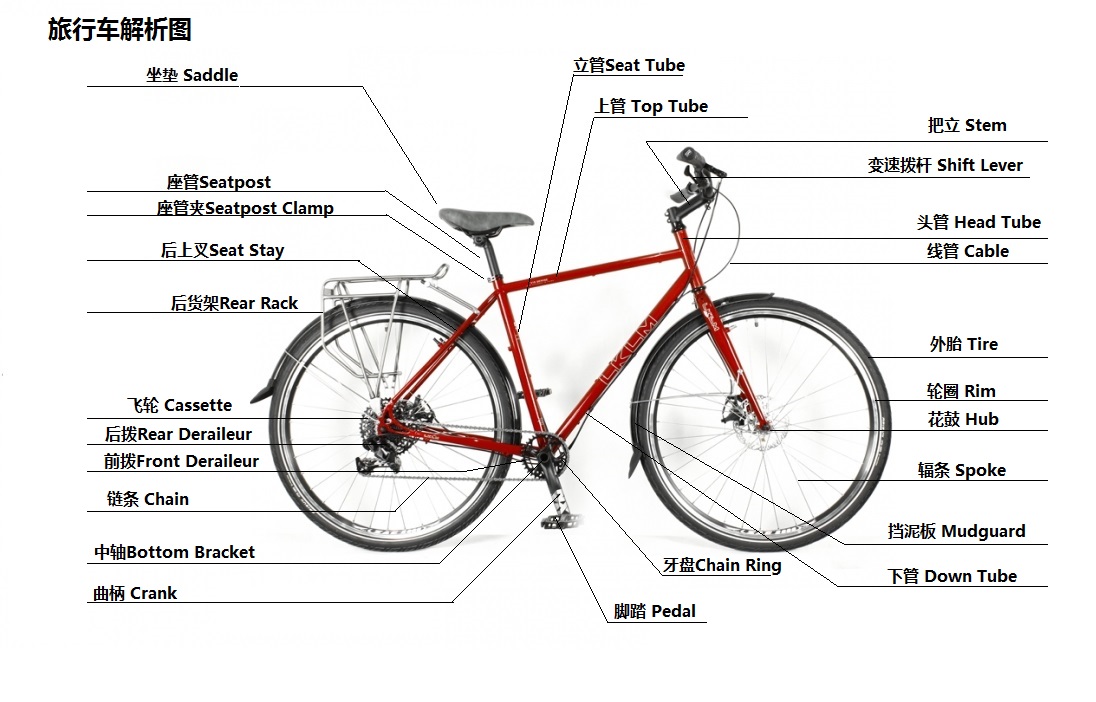 旅行车解析图
坐垫 Saddle
立管Seat Tube
上管 Top Tube
把立 Stem
变速拨杆 Shift Lever
座管Seatpost
座管夹Seatpost Clamp
头管 Head Tube
后上叉Seat Stay
线管 Cable
后货架Rear Rack
LKLM
外胎 Tire
轮圈 Rim
飞轮 Cassette
花鼓 Hub
后拨Rear Deraileur
前拨Front Deraileur
辐条 Spoke
链条 Chain
挡泥板 Mudguard
中轴Bottom Bracket
牙盘Chain Ring
下管 Down Tube
曲柄 Crank
脚踏 Pedal